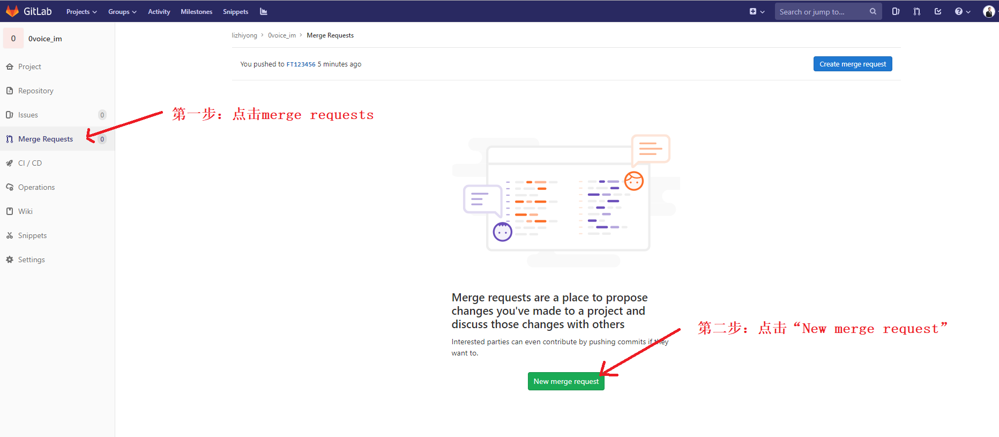 GitLab Projects Groups Activity Milestones Snippets Search or jump to...
0 0voice_im
lizhiyong › 0voice_im › Merge Requests
You pushed to FT123456 5 minutes ago
Create merge request
Project
Repository
Issues 0
Merge Requests 0
CI / CD
Operations
Wiki
Snippets
Settings
第一步：点击merge requests
Merge requests are a place to propose
changes you've made to a project and
discuss those changes with others
Interested parties can even contribute by pushing commits if they
want to.
第二步：点击“New merge request”
New merge request